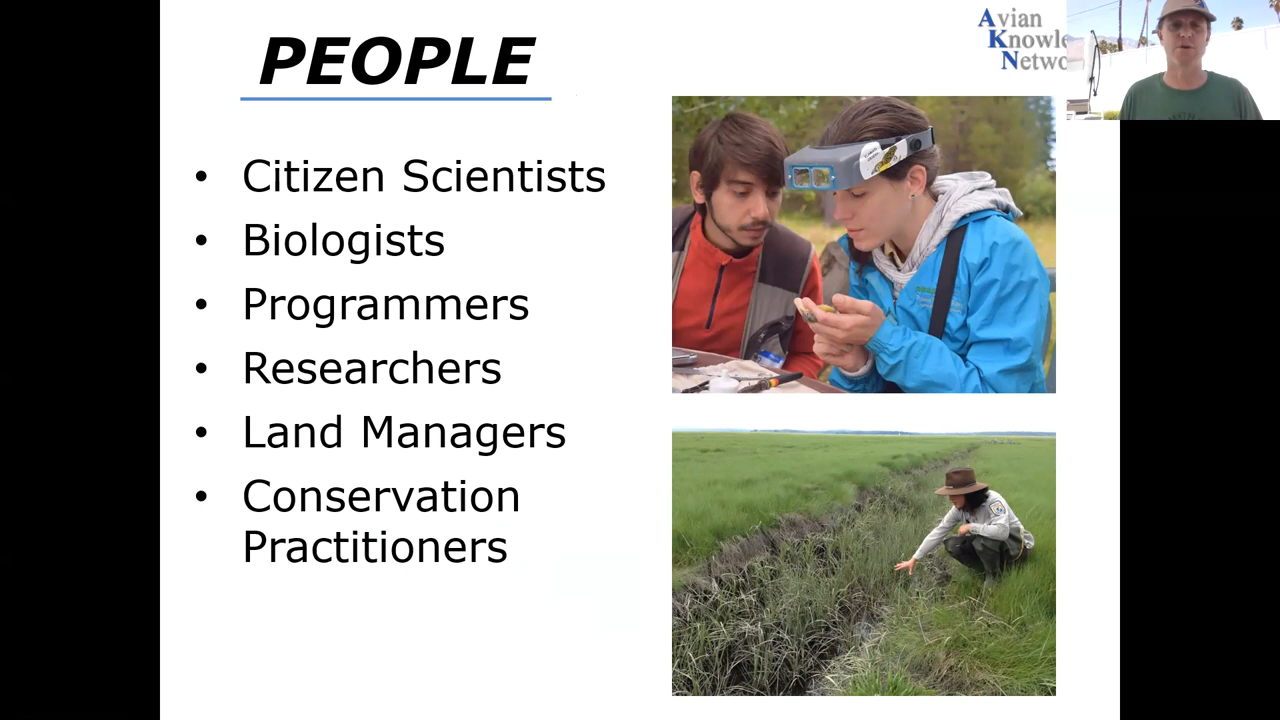 PEOPLE
Avian
Knowle
Netwo
• Citizen Scientists
• Biologists
• Programmers
• Researchers
• Land Managers
• Conservation
Practitioners